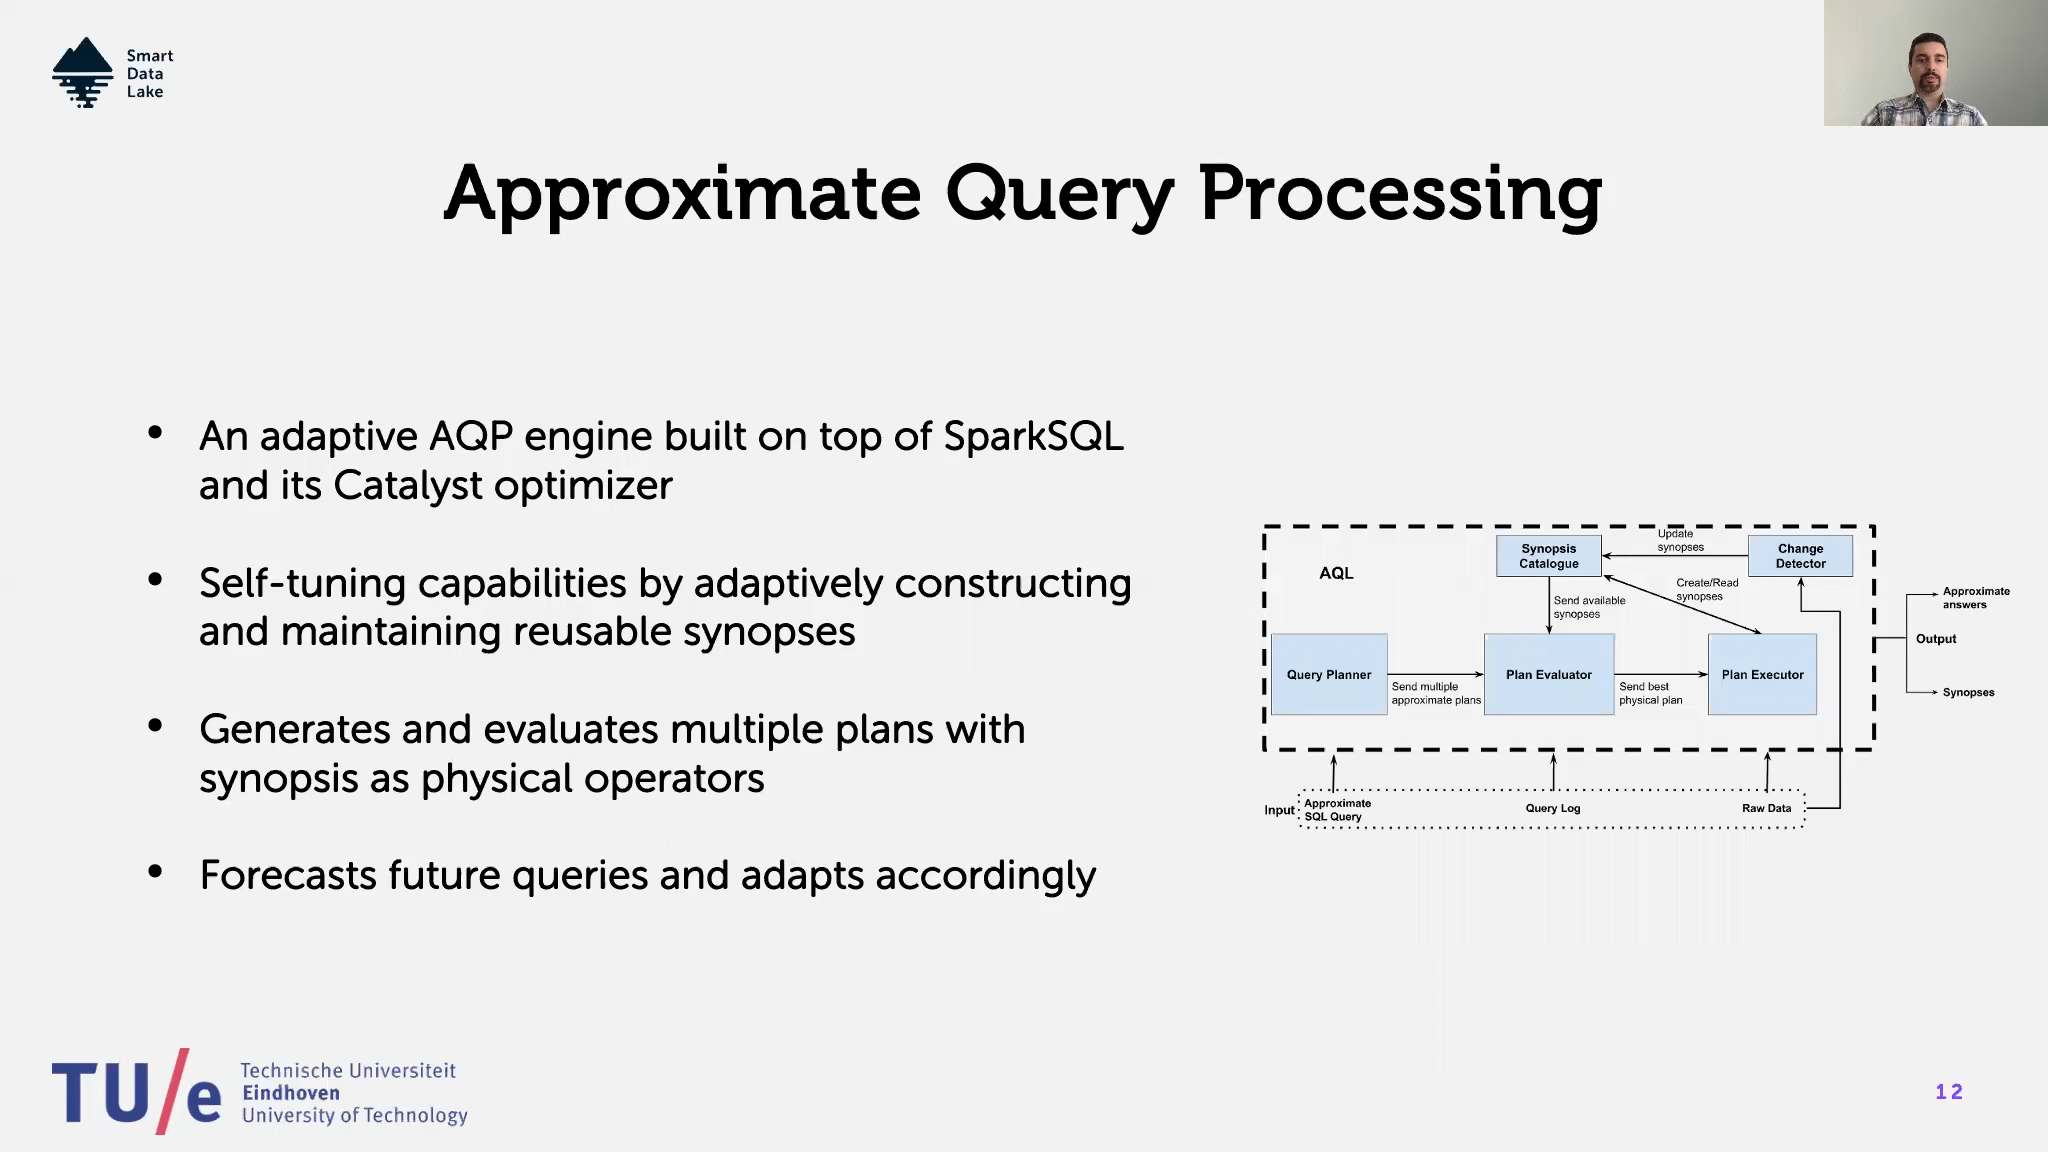 Smart
Data
Lake
Approximate Query Processing
• An adaptive AQP engine built on top of SparkSQL
and its Catalyst optimizer
• Self-tuning capabilities by adaptively constructing
and maintaining reusable synopses
• Generates and evaluates multiple plans with
synopsis as physical operators
• Forecasts future queries and adapts accordingly
AQL
Synopsis
Catalogue
Update
synopses
Change
Detector
Send available
synopses
Create/Read
synopses
Query Planner
Send multiple
approximate plans
Plan Evaluator
Send best
physical plan
Plan Executor
Approximate
answers
Output
Synopses
Input
Approximate
SQL Query
Query Log
Raw Data
TU/e
Technische Universiteit
Eindhoven
University of Technology
12